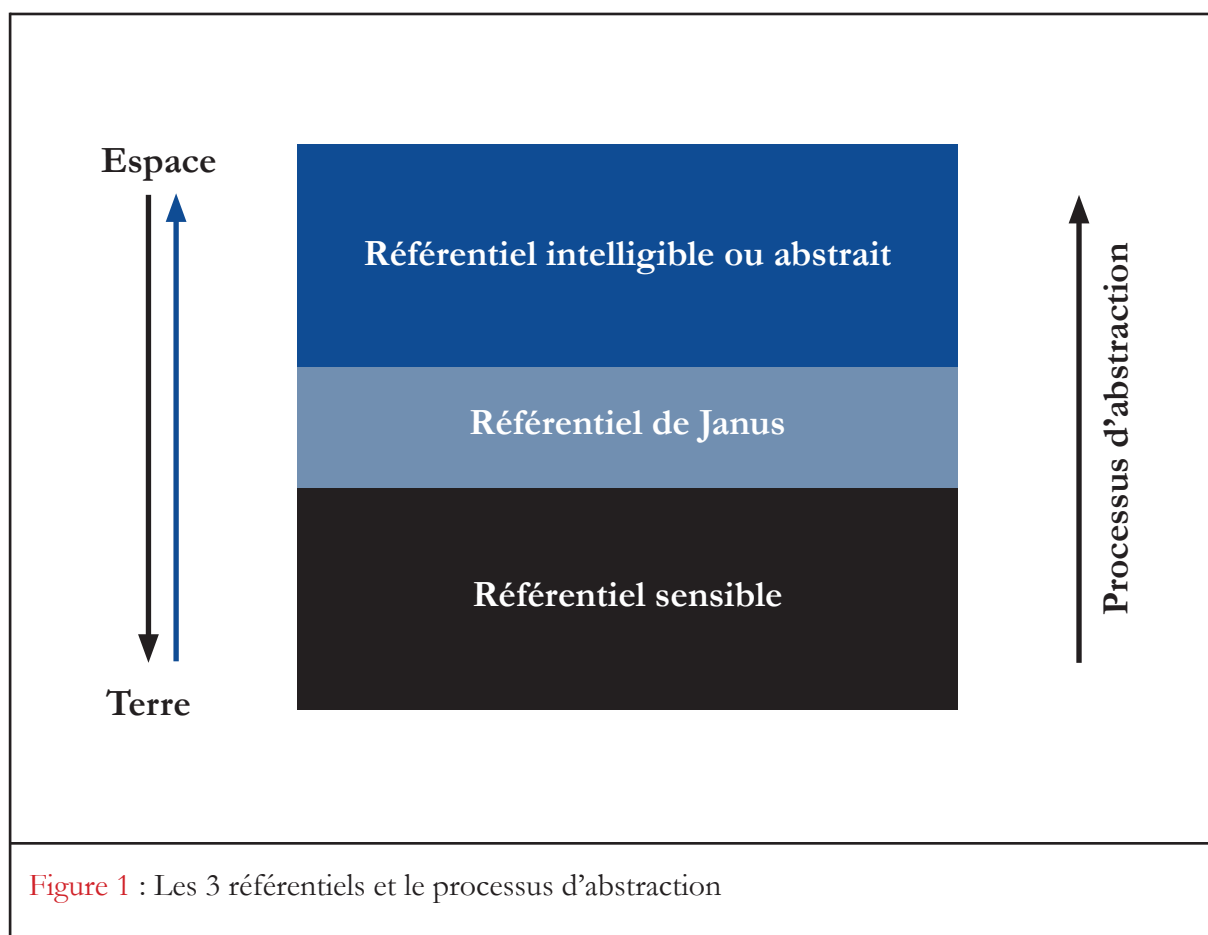 Espace
Référentiel intelligible ou abstrait
Référentiel de Janus
Référentiel sensible
Terre
Processus d’abstraction
Figure 1 : Les 3 référentiels et le processus d’abstraction